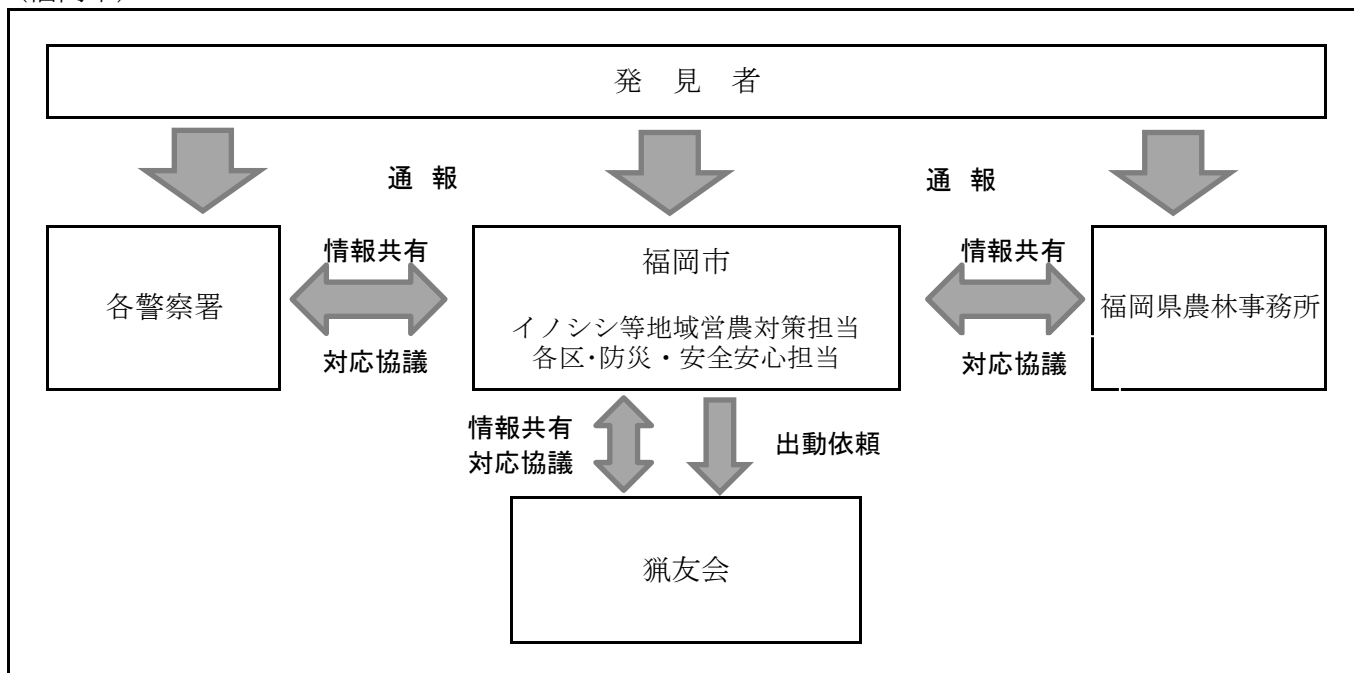 発　見　者
通　報
通　報
各警察署
情報共有
対応協議
福岡市
イノシシ等地域営農対策担当
各区・防災・安全安心担当
情報共有
対応協議
福岡県農林事務所
情報共有
対応協議
出動依頼
猟友会